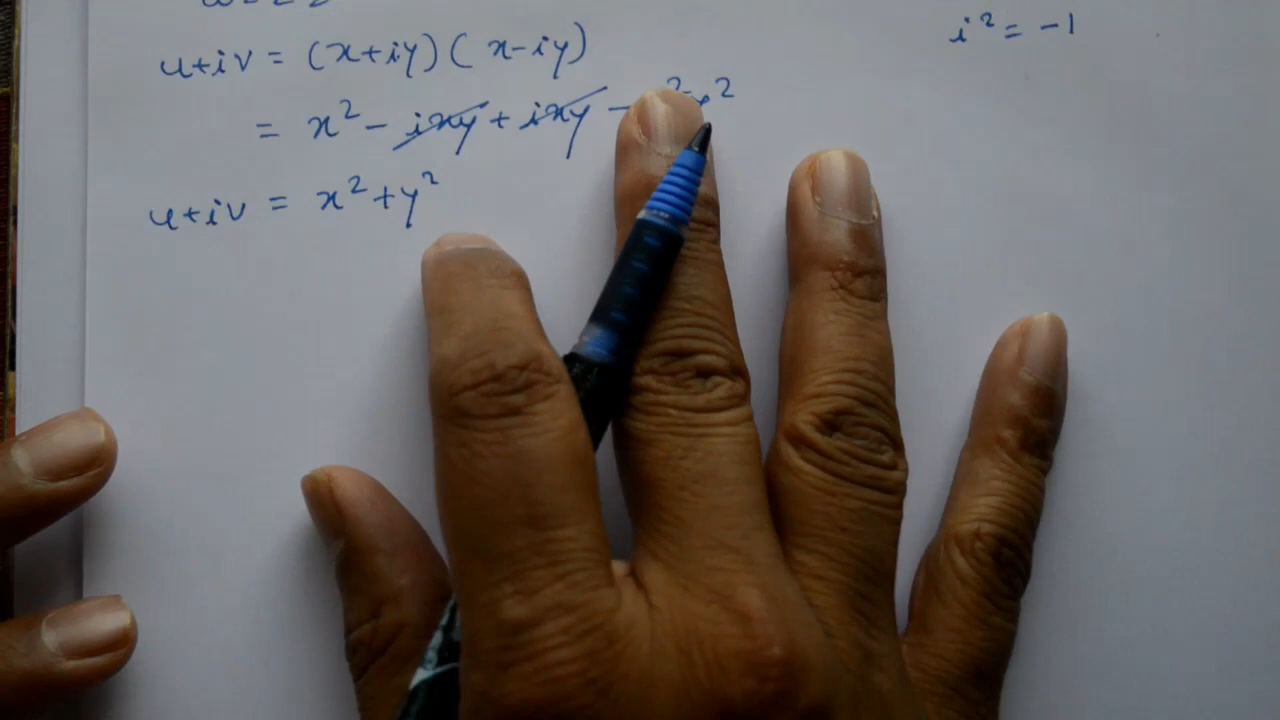 u+iv = (x+iy)(x-iy)
i² = -1
= x² - ixy + ixy -
u+iv = x² + y²